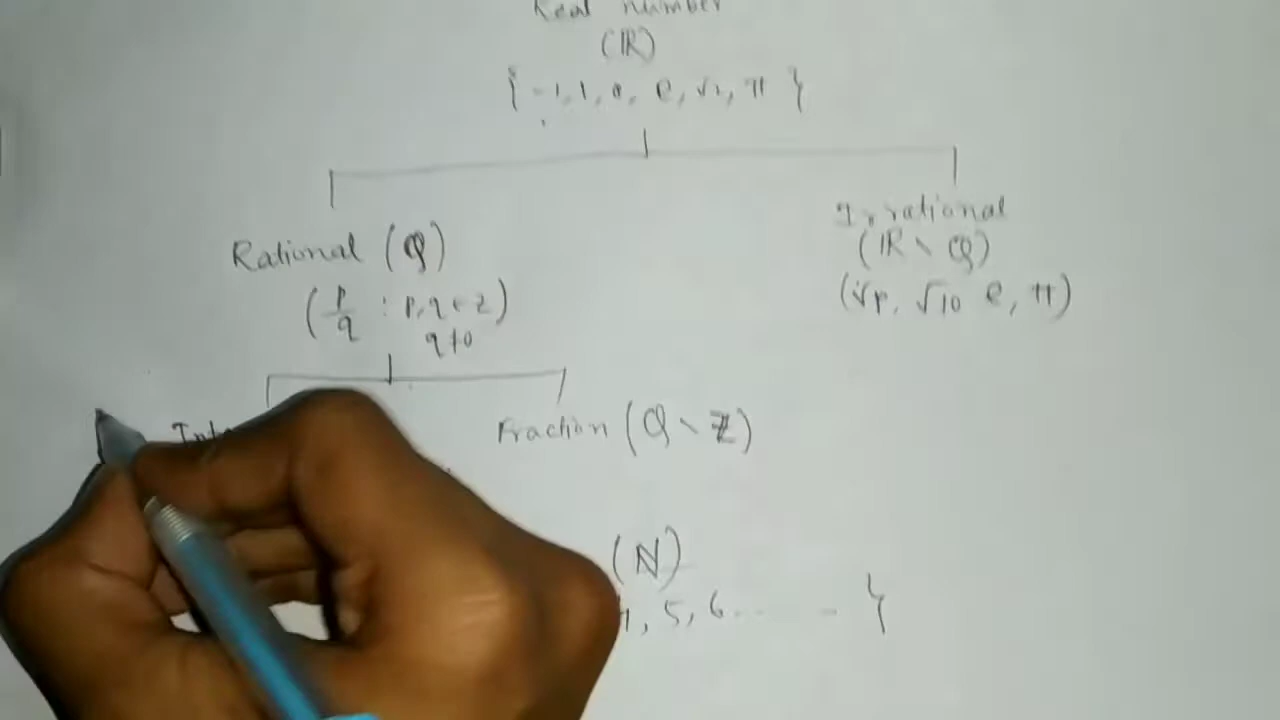 Real number
(ℝ)
{ -1, 1, 0, e, √2, π }
Rational (ℚ)
Irrational
(ℝ \ ℚ)
(p/q : p, q ∈ Z)
q ≠ 0
(√p, √10 e, π)
Fraction (ℚ \ ℤ)
(ℕ)
, 5, 6 .. . }